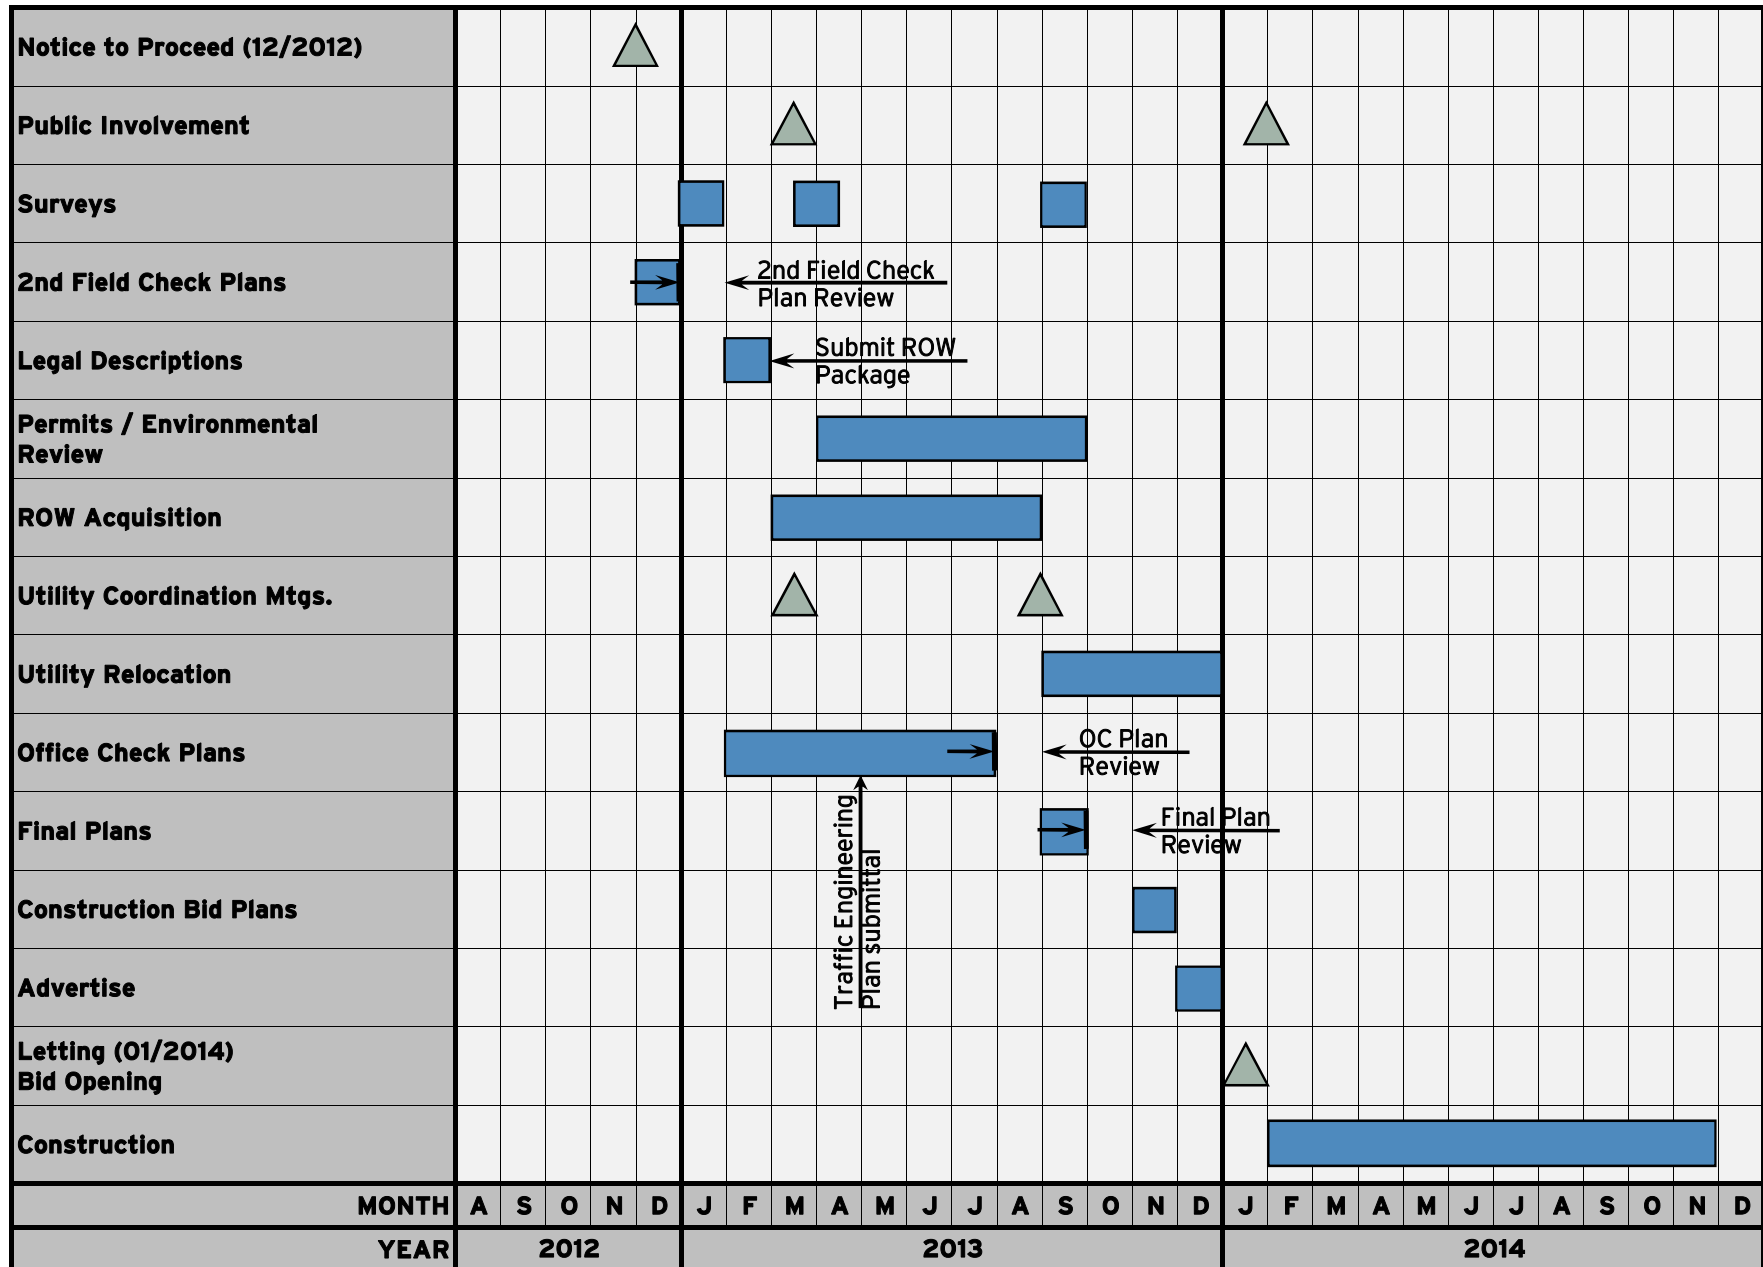 Notice to Proceed (12/2012)
Public Involvement
Surveys
2nd Field Check Plans
2nd Field Check
Plan Review
Legal Descriptions
Submit ROW
Package
Permits / Environmental
Review
ROW Acquisition
Utility Coordination Mtgs.
Utility Relocation
Office Check Plans
OC Plan
Review
Traffic Engineering
Plan submittal
Final Plans
Final Plan
Review
Construction Bid Plans
Advertise
Letting (01/2014)
Bid Opening
Construction
MONTH A S O N D J F M A M J J A S O N D J F M A M J J A S O N D
YEAR 2012 2013 2014